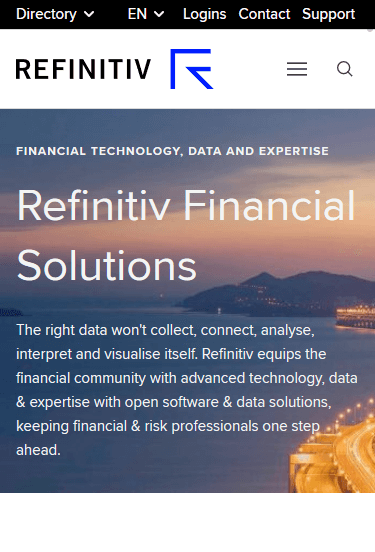 Directory EN Logins Contact Support
REFINITIV
FINANCIAL TECHNOLOGY, DATA AND EXPERTISE
Refinitiv Financial
Solutions
The right data won't collect, connect, analyse,
interpret and visualise itself. Refinitiv equips the
financial community with advanced technology, data
& expertise with open software & data solutions,
keeping financial & risk professionals one step
ahead.